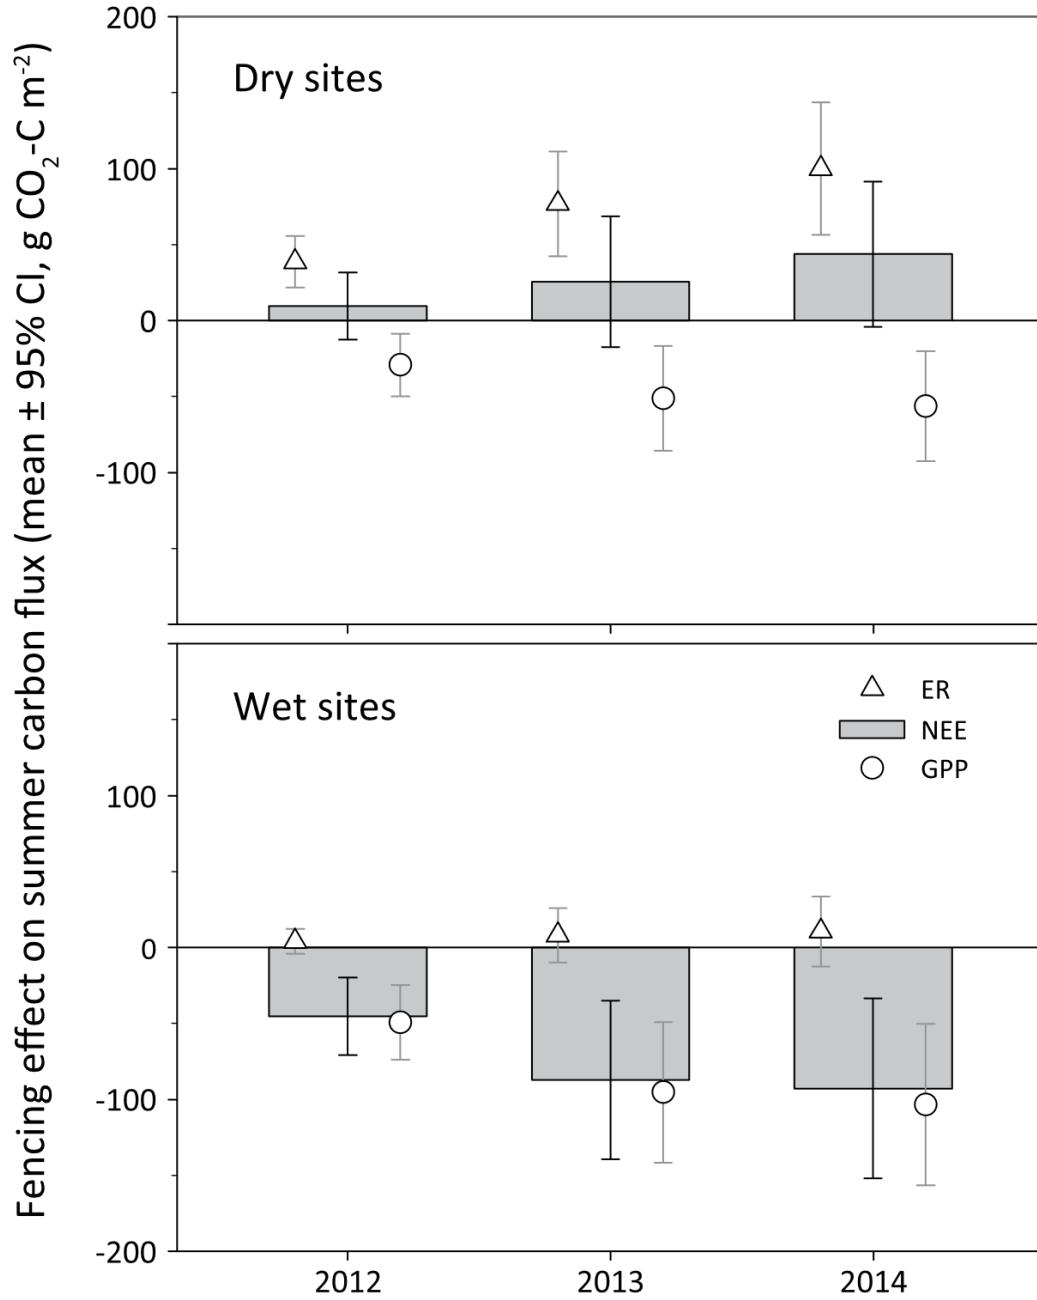 Fencing effect on summer carbon flux (mean ± 95% CI, g CO₂-C m⁻²)
200
Dry sites
100
0
-100
Wet sites
ER
NEE
GPP
100
0
-100
-200
2012 2013 2014